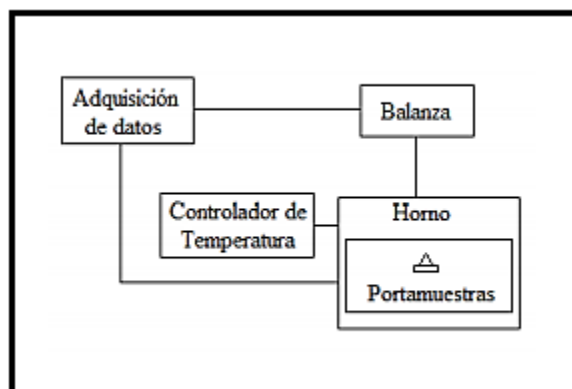 Adquisición
de datos
Balanza
Controlador de
Temperatura
Horno
Portamuestras